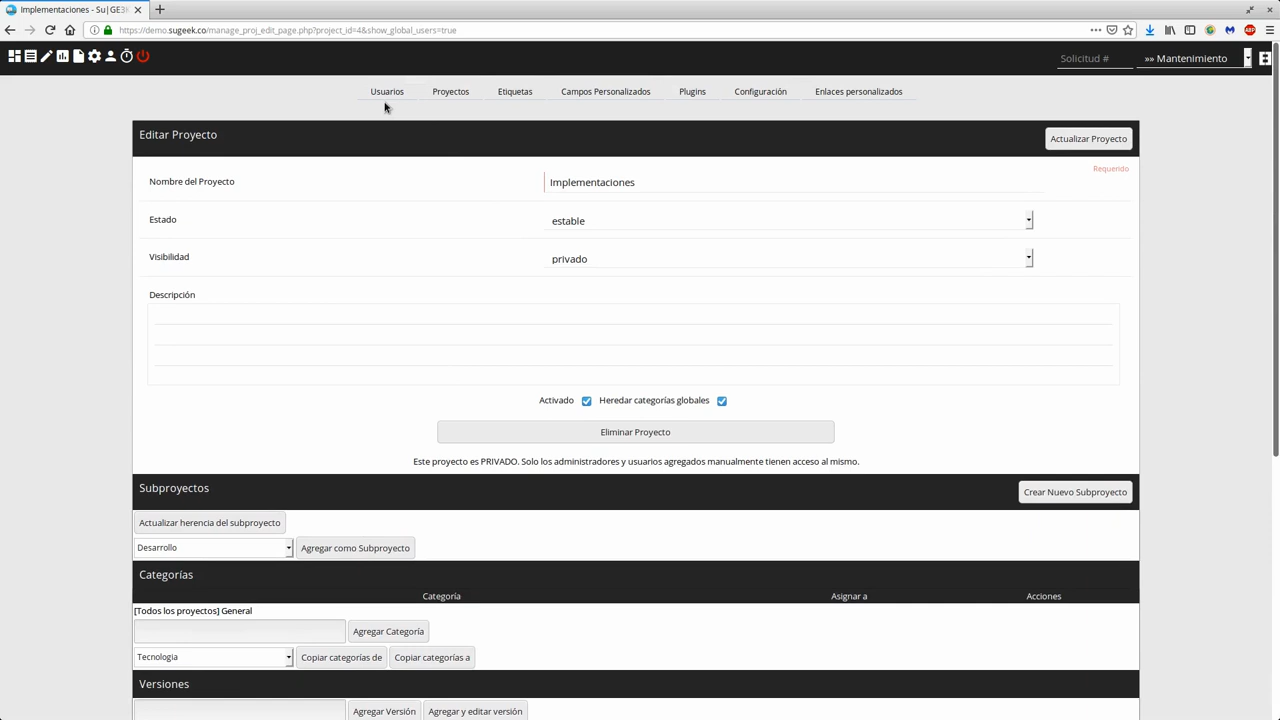 Implementaciones - Su|GE3K
https://demo.sugeek.co/manage_proj_edit_page.php?project_id=4&show_global_users=true
Solicitud #
»» Mantenimiento
Usuarios Proyectos Etiquetas Campos Personalizados Plugins Configuración Enlaces personalizados
Editar Proyecto
Actualizar Proyecto
Requerido
Nombre del Proyecto Implementaciones
Estado estable
Visibilidad privado
Descripción
Activado Heredar categorías globales
Eliminar Proyecto
Este proyecto es PRIVADO. Solo los administradores y usuarios agregados manualmente tienen acceso al mismo.
Subproyectos
Crear Nuevo Subproyecto
Actualizar herencia del subproyecto
Desarrollo Agregar como Subproyecto
Categorías
Categoría Asignar a Acciones
[Todos los proyectos] General
Agregar Categoría
Tecnologia Copiar categorías de Copiar categorías a
Versiones
Agregar Versión Agregar y editar versión